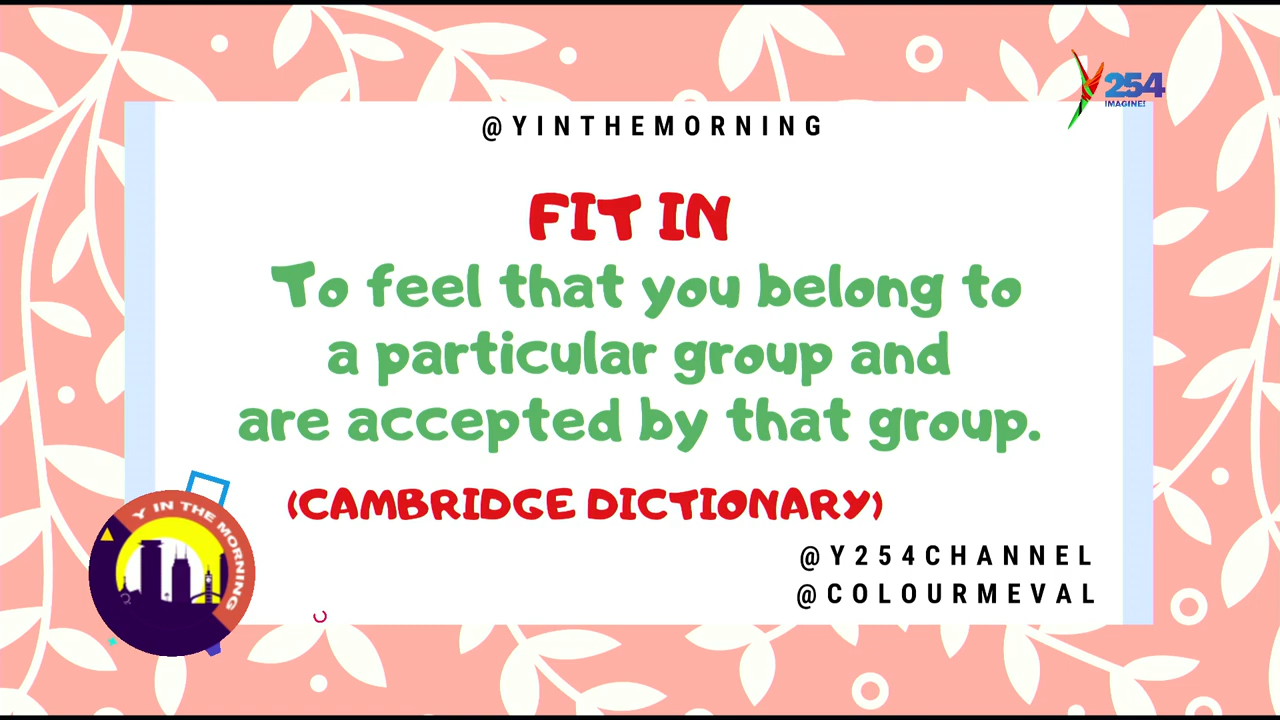 254
IMAGINE!
@YINTHEMORNING
FIT IN
To feel that you belong to
a particular group and
are accepted by that group.
(CAMBRIDGE DICTIONARY)
Y IN THE MORNING
@Y254CHANNEL
@COLOURMEVAL